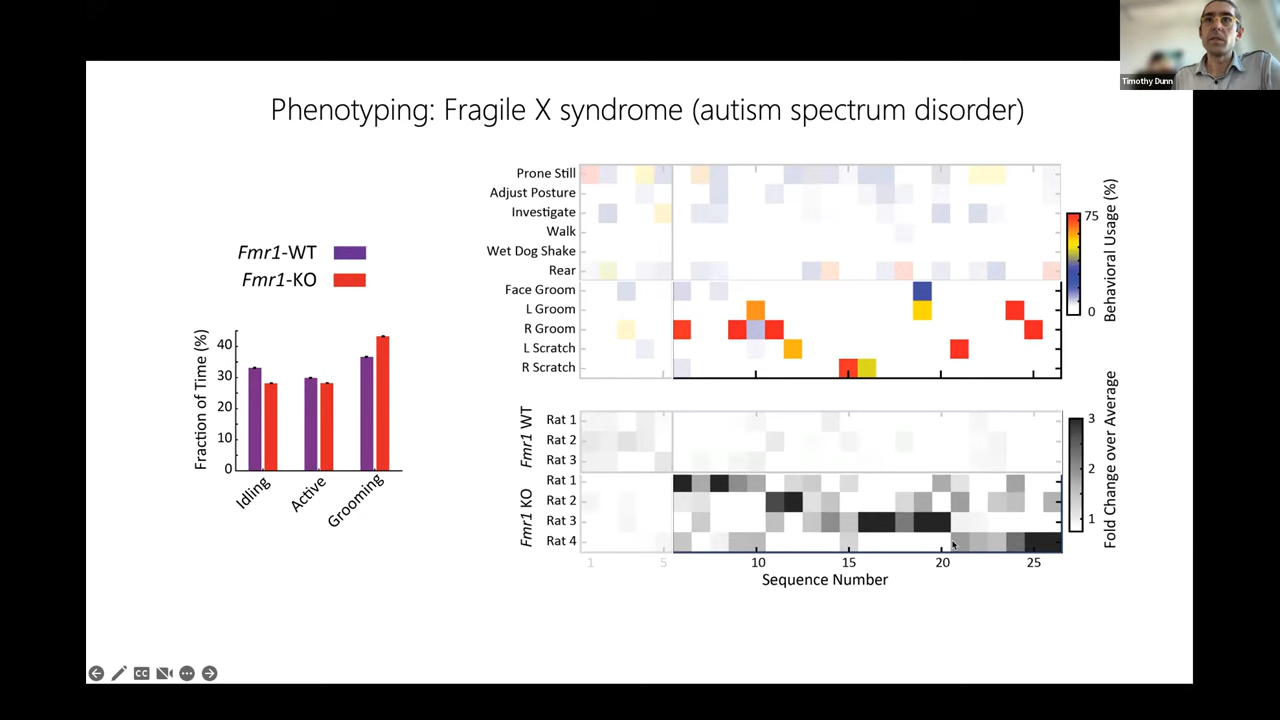 Timothy Dunn
Phenotyping: Fragile X syndrome (autism spectrum disorder)
Fmr1-WT
Fmr1-KO
Fraction of Time (%)
40
30
20
10
0
Idling
Active
Grooming
Prone Still
Adjust Posture
Investigate
Walk
Wet Dog Shake
Rear
Face Groom
L Groom
R Groom
L Scratch
R Scratch
75
0
Behavioral Usage (%)
Fmr1 WT
Rat 1
Rat 2
Rat 3
Fmr1 KO
Rat 1
Rat 2
Rat 3
Rat 4
1 5 10 15 20 25
Sequence Number
3
2
1
Fold Change over Average
CC